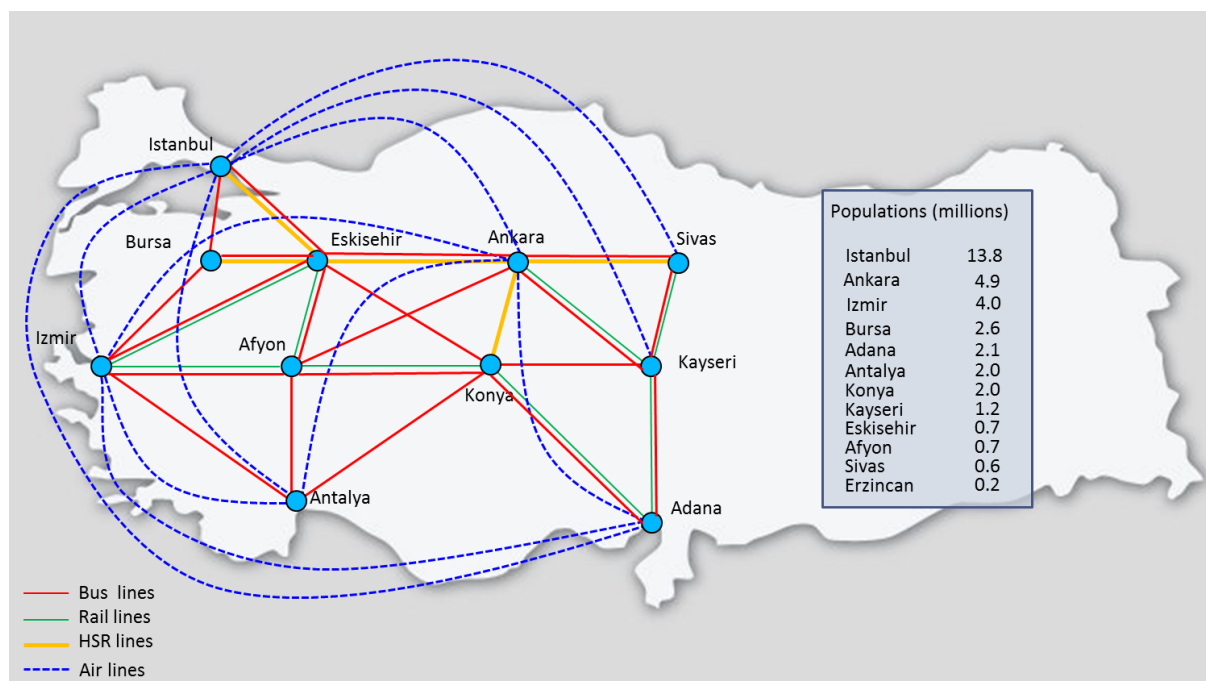 Istanbul
Bursa
Eskisehir
Ankara
Sivas
Izmir
Afyon
Konya
Kayseri
Antalya
Adana
Populations (millions)
Istanbul 13.8
Ankara 4.9
Izmir 4.0
Bursa 2.6
Adana 2.1
Antalya 2.0
Konya 2.0
Kayseri 1.2
Eskisehir 0.7
Afyon 0.7
Sivas 0.6
Erzincan 0.2
Bus lines
Rail lines
HSR lines
Air lines